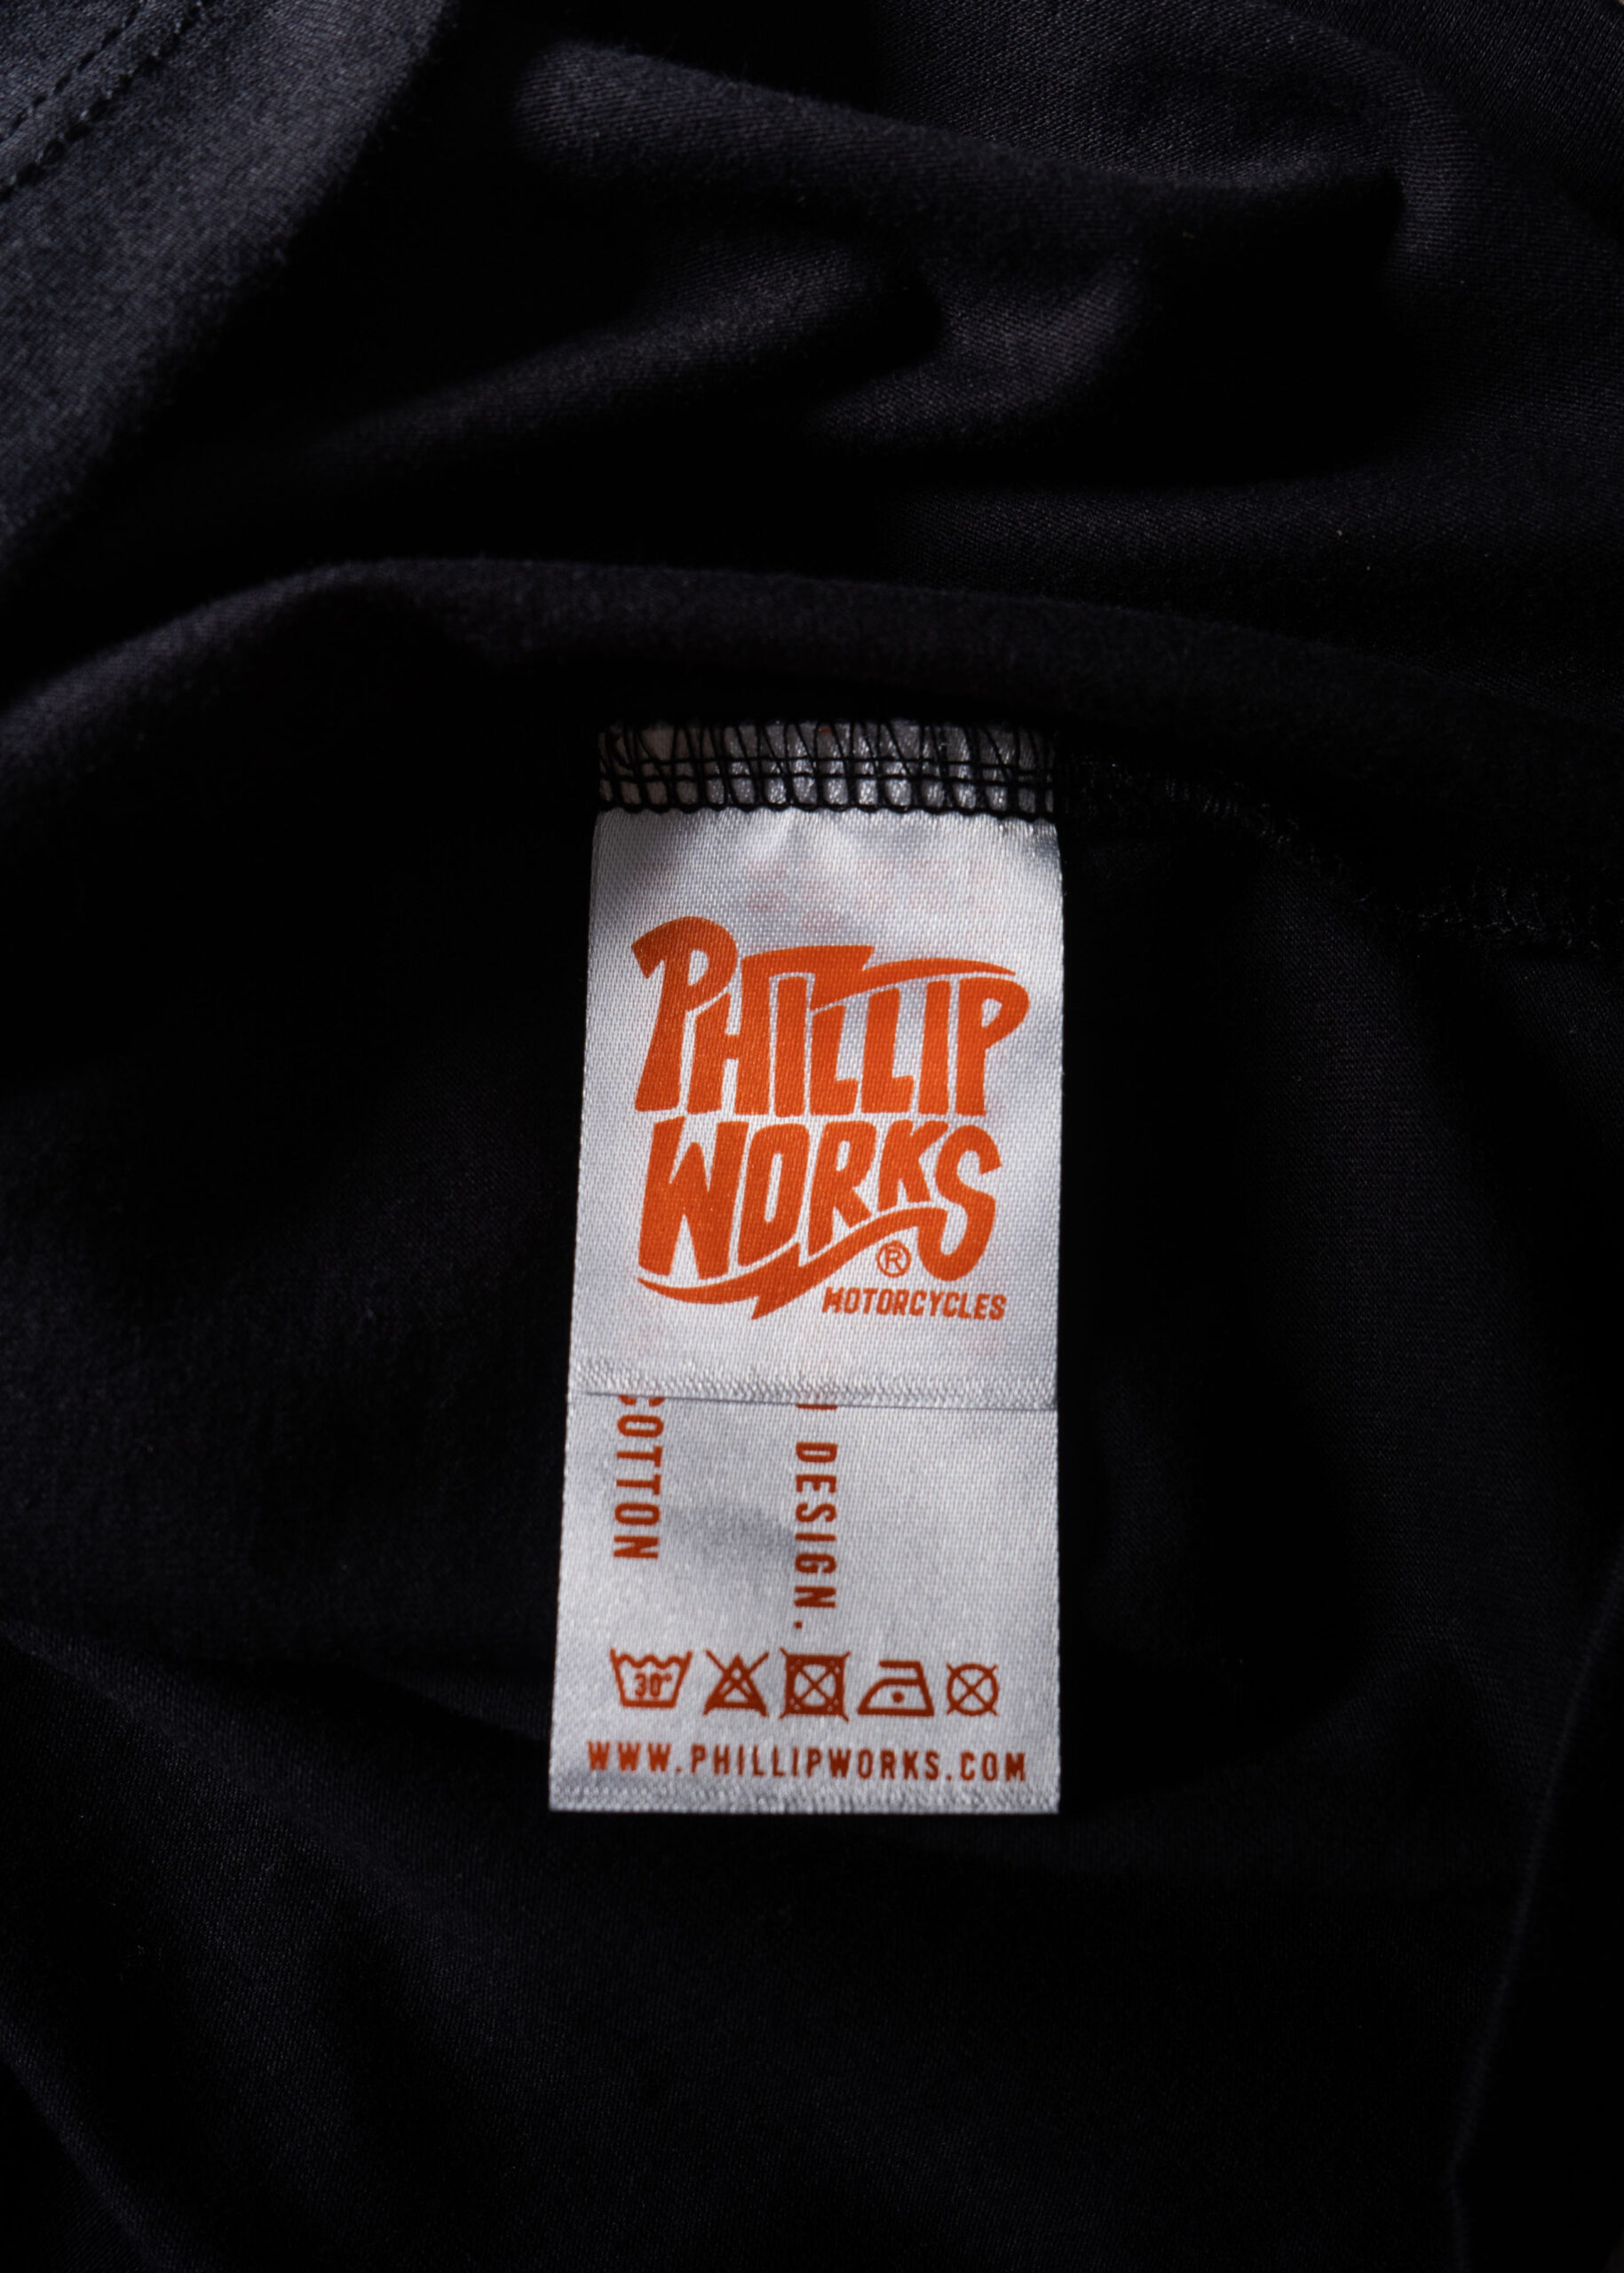 PHILLIP
WORKS
®
MOTORCYCLES
COTTON
DESIGN.
30°
WWW.PHILLIPWORKS.COM